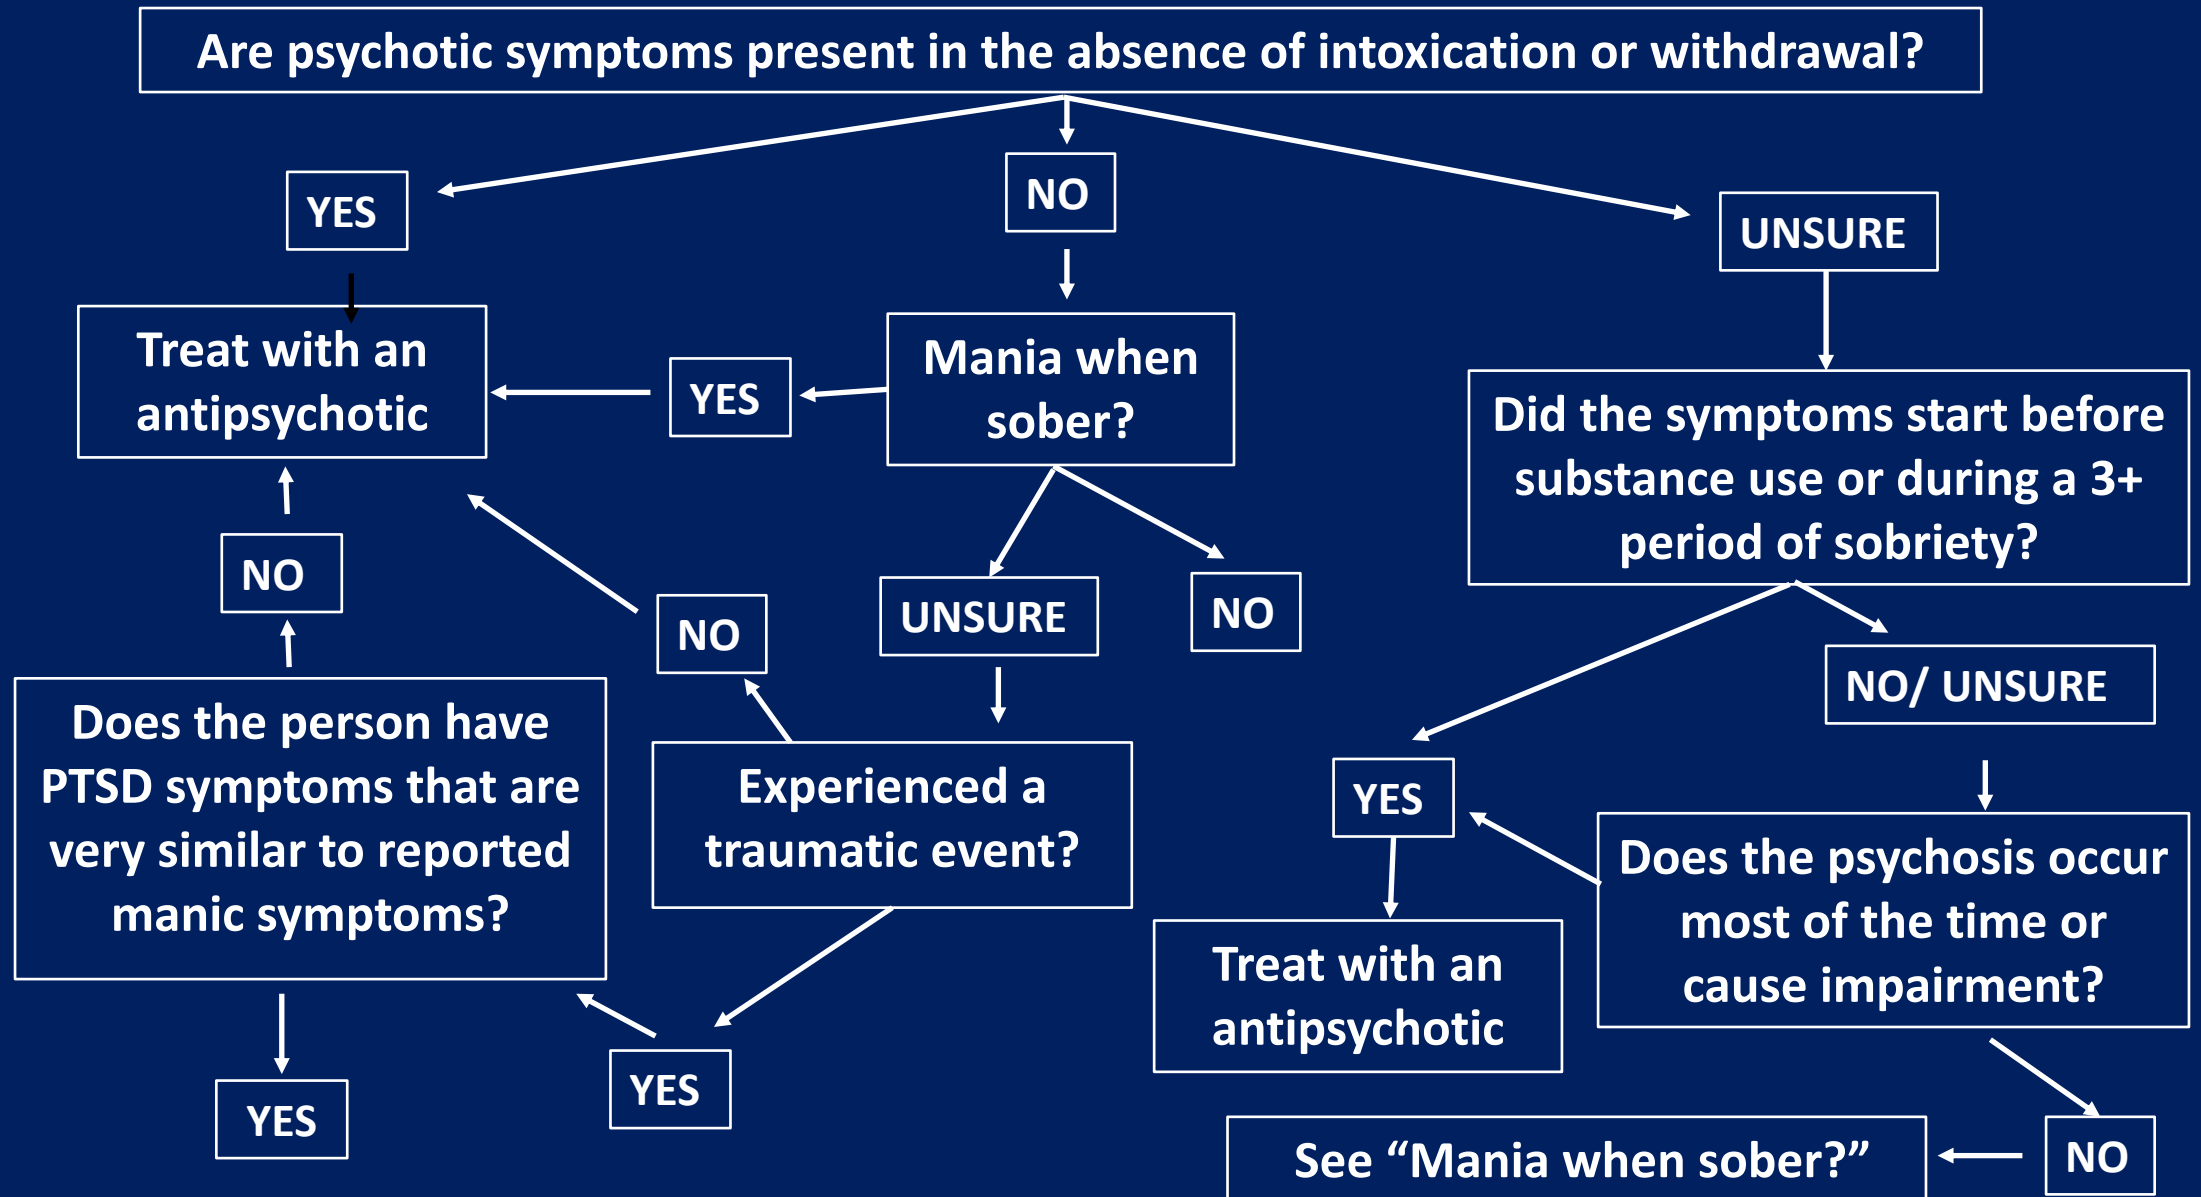 Are psychotic symptoms present in the absence of intoxication or withdrawal?
YES
NO
UNSURE
Treat with an
antipsychotic
YES
Mania when
sober?
Did the symptoms start before
substance use or during a 3+
period of sobriety?
NO
NO
UNSURE
NO
NO/ UNSURE
Does the person have
PTSD symptoms that are
very similar to reported
manic symptoms?
Experienced a
traumatic event?
YES
Does the psychosis occur
most of the time or
cause impairment?
Treat with an
antipsychotic
YES
YES
See “Mania when sober?”
NO